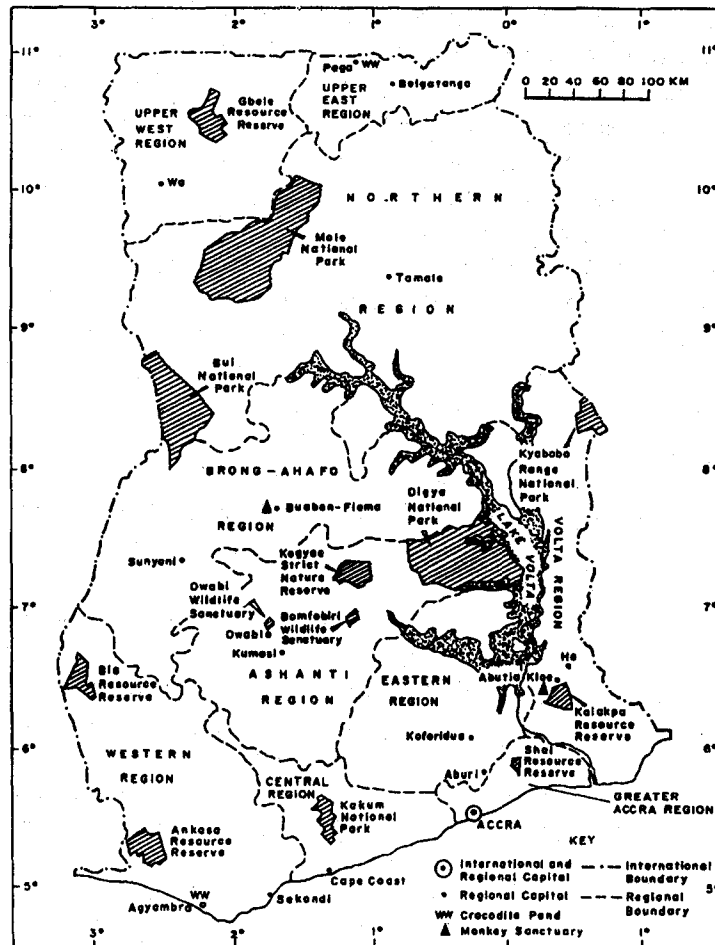 3°
2°
1°
0°
1°
11°
11°
Paga
WW
Bolgatanga
0 20 40 60 80 100 KM
UPPER
EAST
REGION
UPPER
WEST
REGION
Gbele
Resource
Reserve
10°
10°
Wa
NORTHERN
Mole
National
Park
Tamale
REGION
9°
9°
Bui
National
Park
8°
8°
BRONG-AHAFO
REGION
Kyabobo
Range
National
Park
Digya
National
Park
Buaben-Fiema
LAKE VOLTA
VOLTA REGION
Sunyani
Kogyae
Strict
Nature
Reserve
Owabi
Wildlife
Sanctuary
Bomfobiri
Wildlife
Sanctuary
7°
7°
Owabi
Kumasi
ASHANTI
REGION
EASTERN
REGION
Ho
Abutia Kloe
Bia
Resource
Reserve
Kalakpa
Resource
Reserve
Koforidua
6°
6°
WESTERN
REGION
Shai
Resource
Reserve
Aburi
CENTRAL
REGION
Kakum
National
Park
GREATER
ACCRA REGION
ACCRA
Ankasa
Resource
Reserve
KEY
International and
Regional Capital
International
Boundary
Regional Capital
Regional
Boundary
WW Crocodile Pond
Monkey Sanctuary
Cape Coast
Sekondi
WW
Agyambra
5°
5°
3°
2°
1°
0°
1°